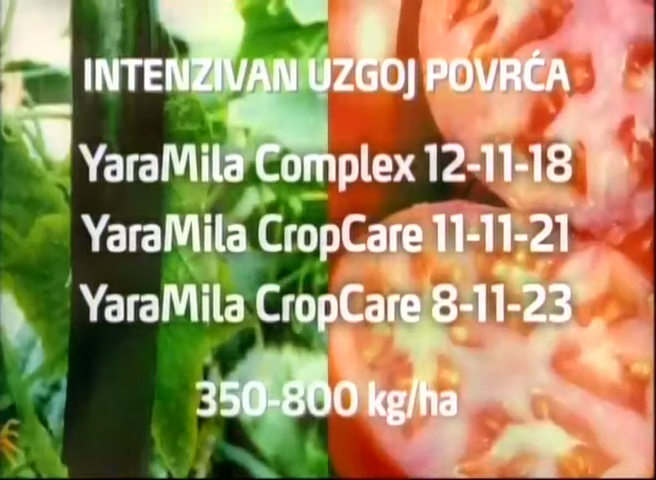 INTENZIVAN UZGOJ POVRĆA
YaraMila Complex 12-11-18
YaraMila CropCare 11-11-21
YaraMila CropCare 8-11-23
350-800 kg/ha